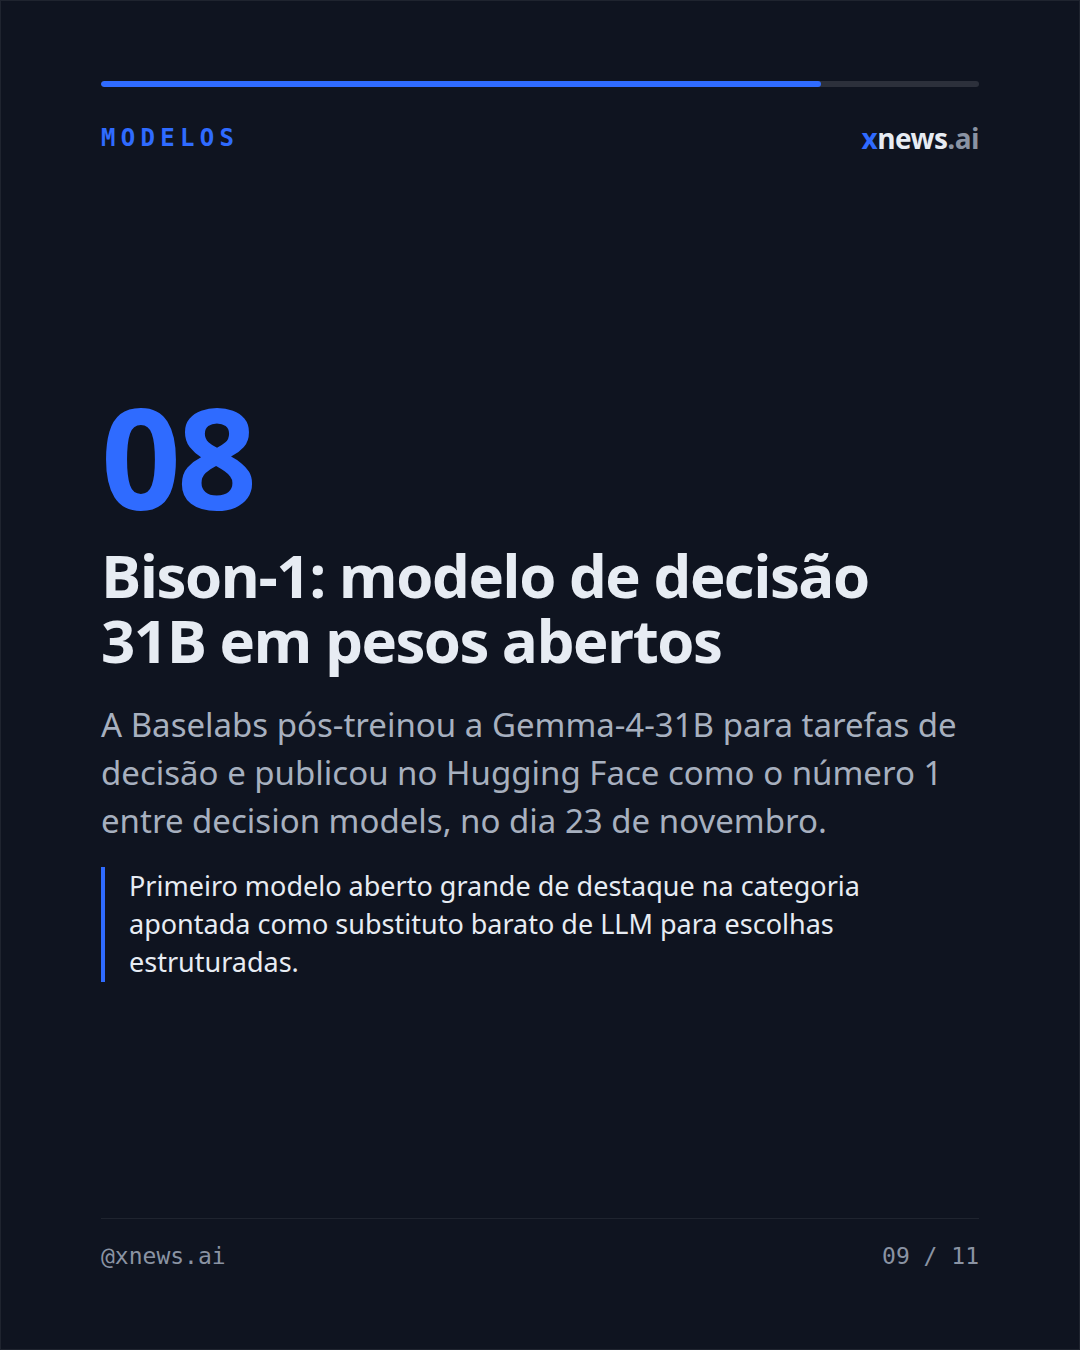 MODELOS
xnews.ai
08
Bison-1: modelo de decisão
31B em pesos abertos
A Baselabs pós-treinou a Gemma-4-31B para tarefas de
decisão e publicou no Hugging Face como o número 1
entre decision models, no dia 23 de novembro.
Primeiro modelo aberto grande de destaque na categoria
apontada como substituto barato de LLM para escolhas
estruturadas.
@xnews.ai
09 / 11